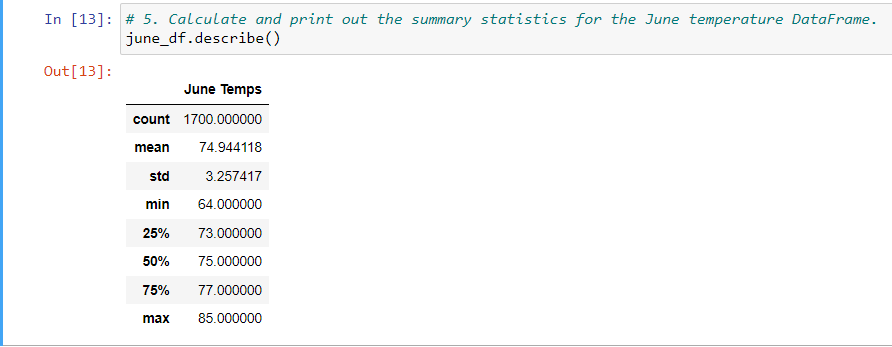 In [13]: # 5. Calculate and print out the summary statistics for the June temperature DataFrame.
june_df.describe()
Out[13]:
June Temps
count 1700.000000
mean 74.944118
std 3.257417
min 64.000000
25% 73.000000
50% 75.000000
75% 77.000000
max 85.000000